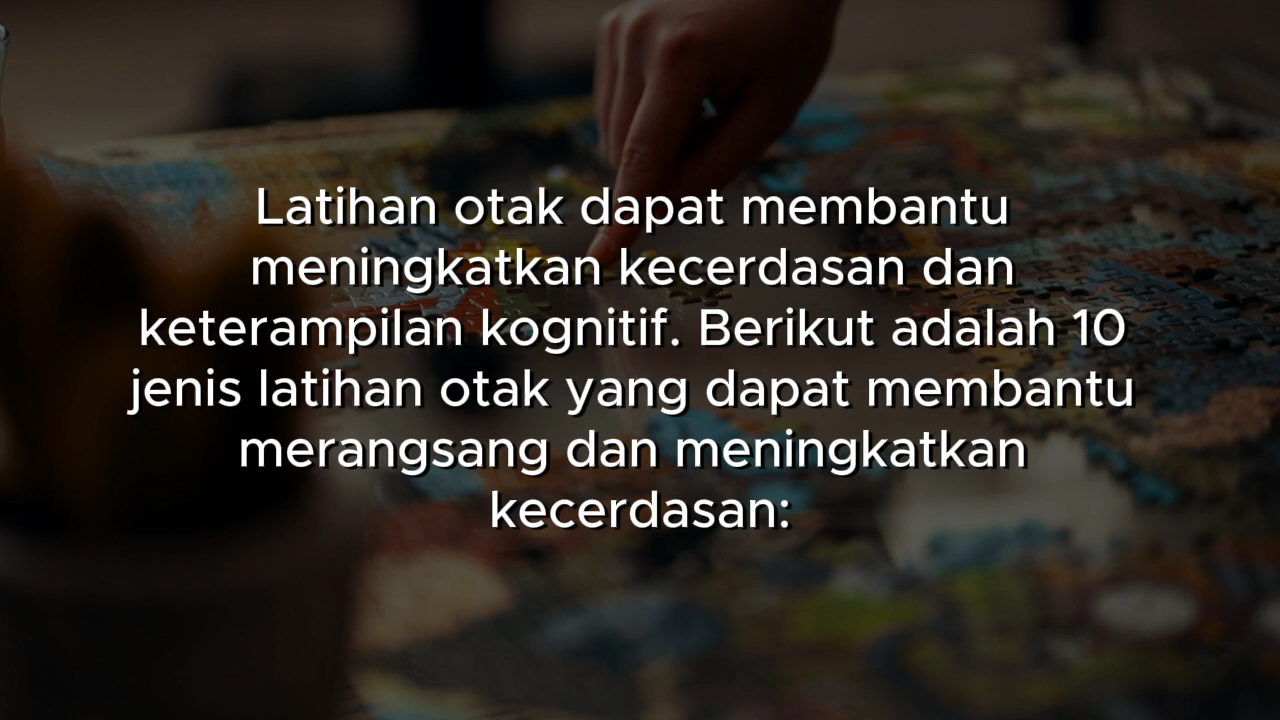 Latihan otak dapat membantu
meningkatkan kecerdasan dan
keterampilan kognitif. Berikut adalah 10
jenis latihan otak yang dapat membantu
merangsang dan meningkatkan
kecerdasan: